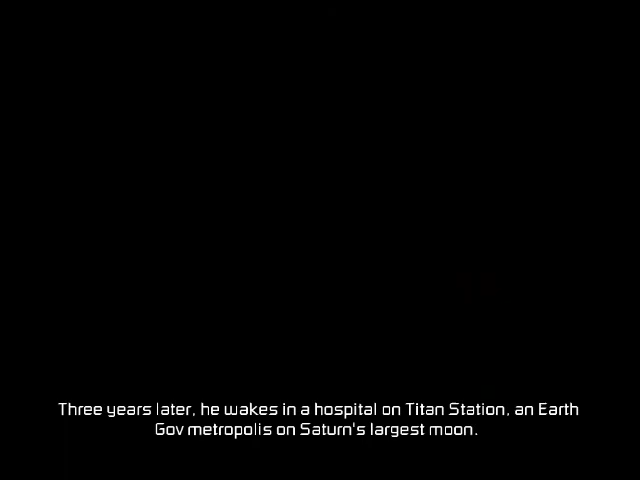 Three years later, he wakes in a hospital on Titan Station, an Earth
Gov metropolis on Saturn's largest moon.